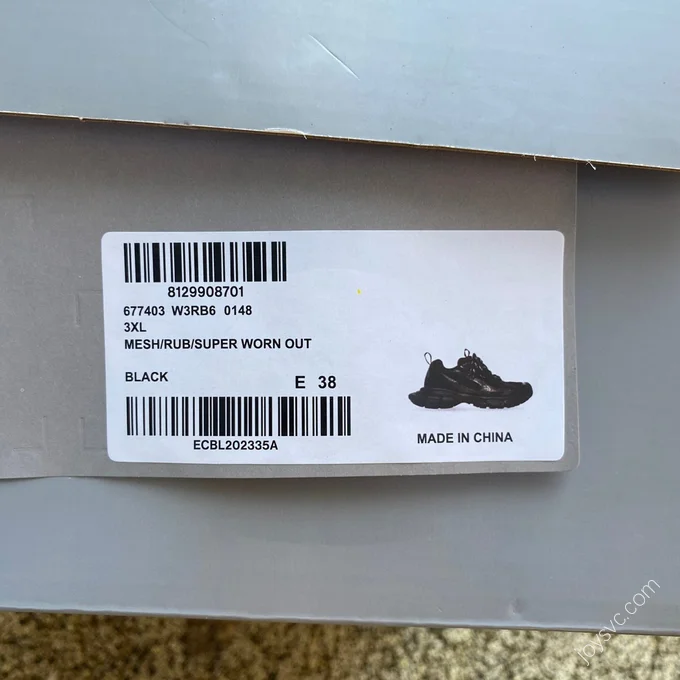 8129908701
677403 W3RB6 0148
3XL
MESH/RUB/SUPER WORN OUT
BLACK
E 38
ECBL202335A
MADE IN CHINA
joysvc.com